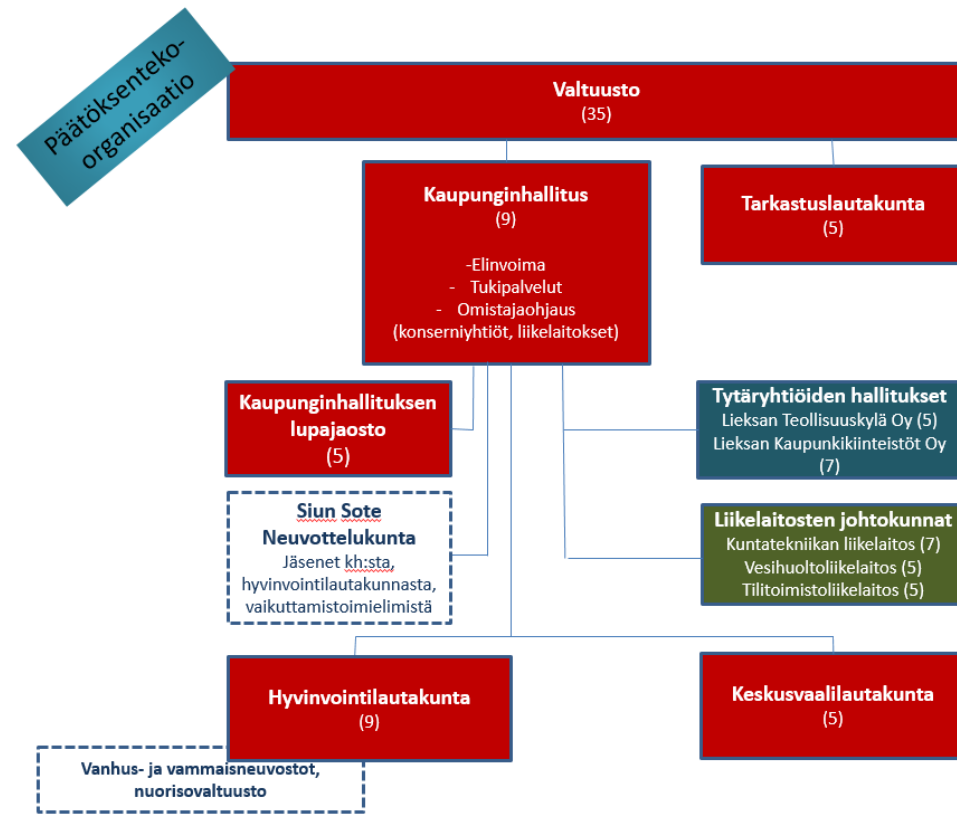 Päätöksenteko-
organisaatio
Valtuusto
(35)
Kaupunginhallitus
(9)
-Elinvoima
- Tukipalvelut
- Omistajaohjaus
(konserniyhtiöt, liikelaitokset)
Tarkastuslautakunta
(5)
Kaupunginhallituksen
lupajaosto
(5)
Tytäryhtiöiden hallitukset
Lieksan Teollisuuskylä Oy (5)
Lieksan Kaupunkikiinteistöt Oy
(7)
Siun Sote
Neuvottelukunta
Jäsenet kh:sta,
hyvinvointilautakunnasta,
vaikuttamistoimielimistä
Liikelaitosten johtokunnat
Kuntatekniikan liikelaitos (7)
Vesihuoltoliikelaitos (5)
Tilitoimistoliikelaitos (5)
Hyvinvointilautakunta
(9)
Keskusvaalilautakunta
(5)
Vanhus- ja vammaisneuvostot,
nuorisovaltuusto